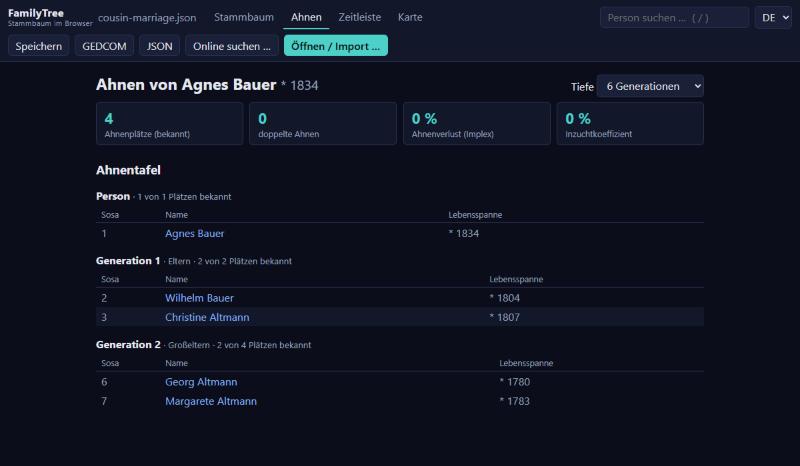 FamilyTree
Stammbaum im Browser
cousin-marriage.json
Stammbaum
Ahnen
Zeitleiste
Karte
Person suchen ... ( / )
DE
Speichern
GEDCOM
JSON
Online suchen ...
Öffnen / Import ...
Ahnen von Agnes Bauer * 1834
Tiefe
6 Generationen
4
Ahnenplätze (bekannt)
0
doppelte Ahnen
0 %
Ahnenverlust (Implex)
0 %
Inzuchtkoeffizient
Ahnentafel
Person · 1 von 1 Plätzen bekannt
Sosa Name Lebensspanne
1 Agnes Bauer * 1834
Generation 1 · Eltern · 2 von 2 Plätzen bekannt
Sosa Name Lebensspanne
2 Wilhelm Bauer * 1804
3 Christine Altmann * 1807
Generation 2 · Großeltern · 2 von 4 Plätzen bekannt
Sosa Name Lebensspanne
6 Georg Altmann * 1780
7 Margarete Altmann * 1783